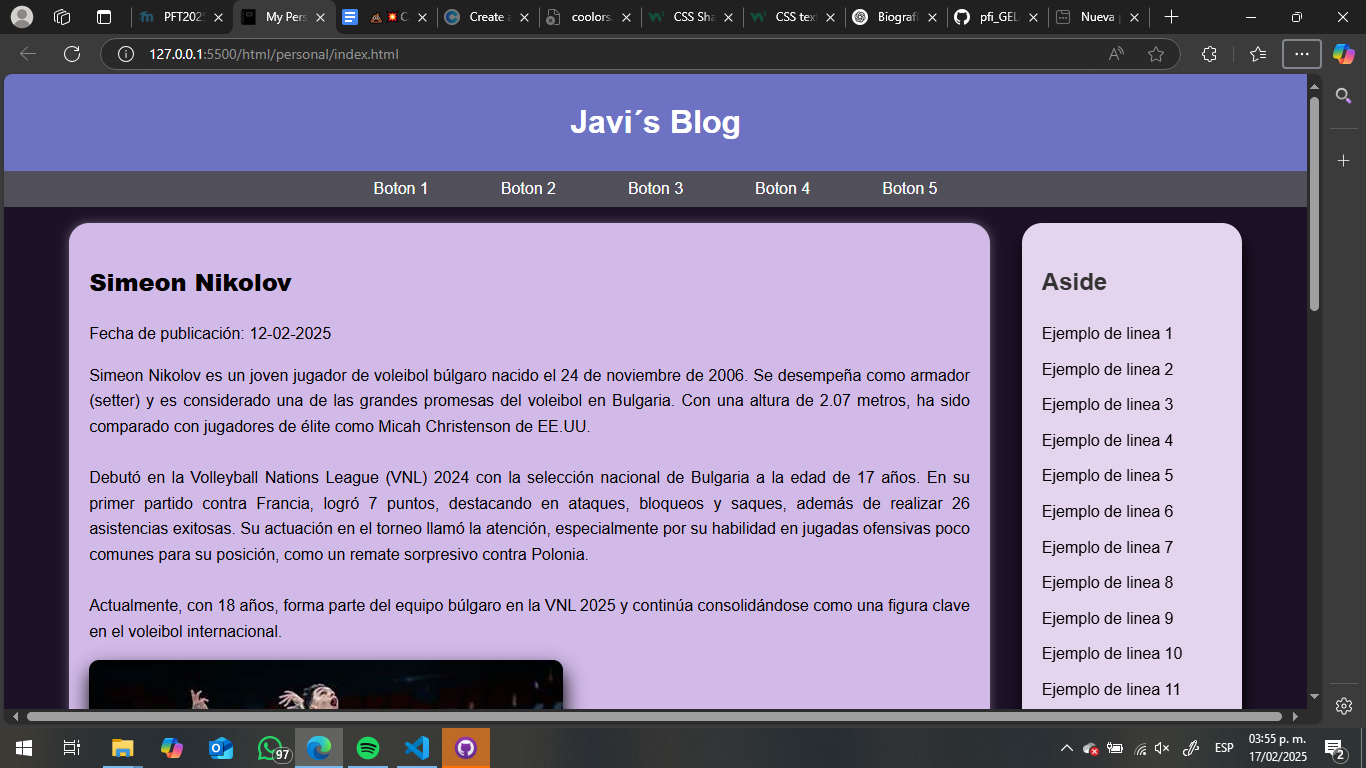 PFT202
My Pers
C
Create a
coolors.
CSS Sha
CSS text
Biografí
pfi_GEL
Nueva p
127.0.0.1:5500/html/personal/index.html
Javi´s Blog
Boton 1
Boton 2
Boton 3
Boton 4
Boton 5
Simeon Nikolov
Fecha de publicación: 12-02-2025
Simeon Nikolov es un joven jugador de voleibol búlgaro nacido el 24 de noviembre de 2006. Se desempeña como armador
(setter) y es considerado una de las grandes promesas del voleibol en Bulgaria. Con una altura de 2.07 metros, ha sido
comparado con jugadores de élite como Micah Christenson de EE.UU.
Debutó en la Volleyball Nations League (VNL) 2024 con la selección nacional de Bulgaria a la edad de 17 años. En su
primer partido contra Francia, logró 7 puntos, destacando en ataques, bloqueos y saques, además de realizar 26
asistencias exitosas. Su actuación en el torneo llamó la atención, especialmente por su habilidad en jugadas ofensivas poco
comunes para su posición, como un remate sorpresivo contra Polonia.
Actualmente, con 18 años, forma parte del equipo búlgaro en la VNL 2025 y continúa consolidándose como una figura clave
en el voleibol internacional.
Aside
Ejemplo de linea 1
Ejemplo de linea 2
Ejemplo de linea 3
Ejemplo de linea 4
Ejemplo de linea 5
Ejemplo de linea 6
Ejemplo de linea 7
Ejemplo de linea 8
Ejemplo de linea 9
Ejemplo de linea 10
Ejemplo de linea 11
97
ESP
03:55 p. m.
17/02/2025
2